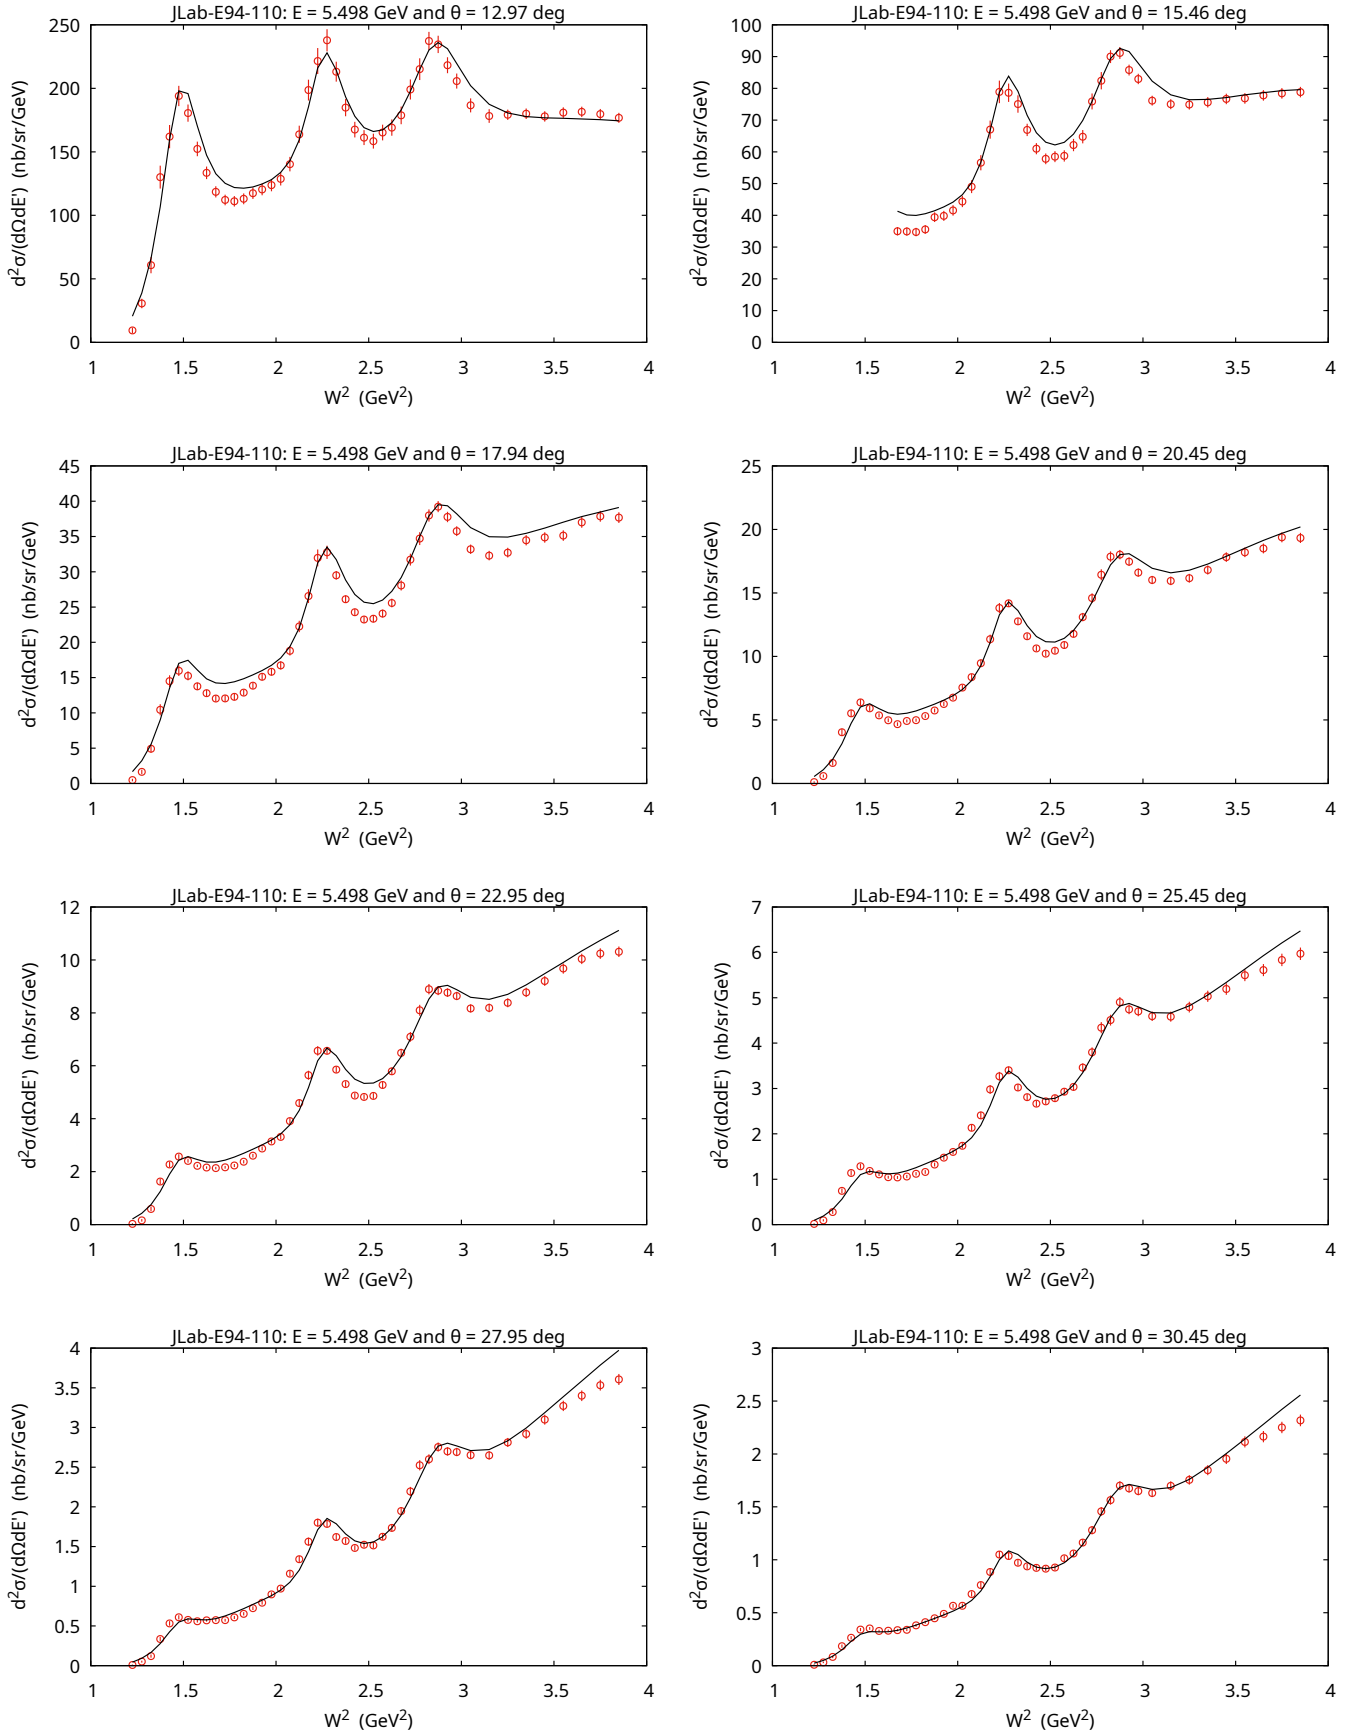 JLab-E94-110: E = 5.498 GeV and θ = 12.97 deg
d²σ/(dΩdE') (nb/sr/GeV)
250
200
150
100
50
0
1 1.5 2 2.5 3 3.5 4
W² (GeV²)
JLab-E94-110: E = 5.498 GeV and θ = 15.46 deg
d²σ/(dΩdE') (nb/sr/GeV)
100
90
80
70
60
50
40
30
20
10
0
1 1.5 2 2.5 3 3.5 4
W² (GeV²)
JLab-E94-110: E = 5.498 GeV and θ = 17.94 deg
d²σ/(dΩdE') (nb/sr/GeV)
45
40
35
30
25
20
15
10
5
0
1 1.5 2 2.5 3 3.5 4
W² (GeV²)
JLab-E94-110: E = 5.498 GeV and θ = 20.45 deg
d²σ/(dΩdE') (nb/sr/GeV)
25
20
15
10
5
0
1 1.5 2 2.5 3 3.5 4
W² (GeV²)
JLab-E94-110: E = 5.498 GeV and θ = 22.95 deg
d²σ/(dΩdE') (nb/sr/GeV)
12
10
8
6
4
2
0
1 1.5 2 2.5 3 3.5 4
W² (GeV²)
JLab-E94-110: E = 5.498 GeV and θ = 25.45 deg
d²σ/(dΩdE') (nb/sr/GeV)
7
6
5
4
3
2
1
0
1 1.5 2 2.5 3 3.5 4
W² (GeV²)
JLab-E94-110: E = 5.498 GeV and θ = 27.95 deg
d²σ/(dΩdE') (nb/sr/GeV)
4
3.5
3
2.5
2
1.5
1
0.5
0
1 1.5 2 2.5 3 3.5 4
W² (GeV²)
JLab-E94-110: E = 5.498 GeV and θ = 30.45 deg
d²σ/(dΩdE') (nb/sr/GeV)
3
2.5
2
1.5
1
0.5
0
1 1.5 2 2.5 3 3.5 4
W² (GeV²)